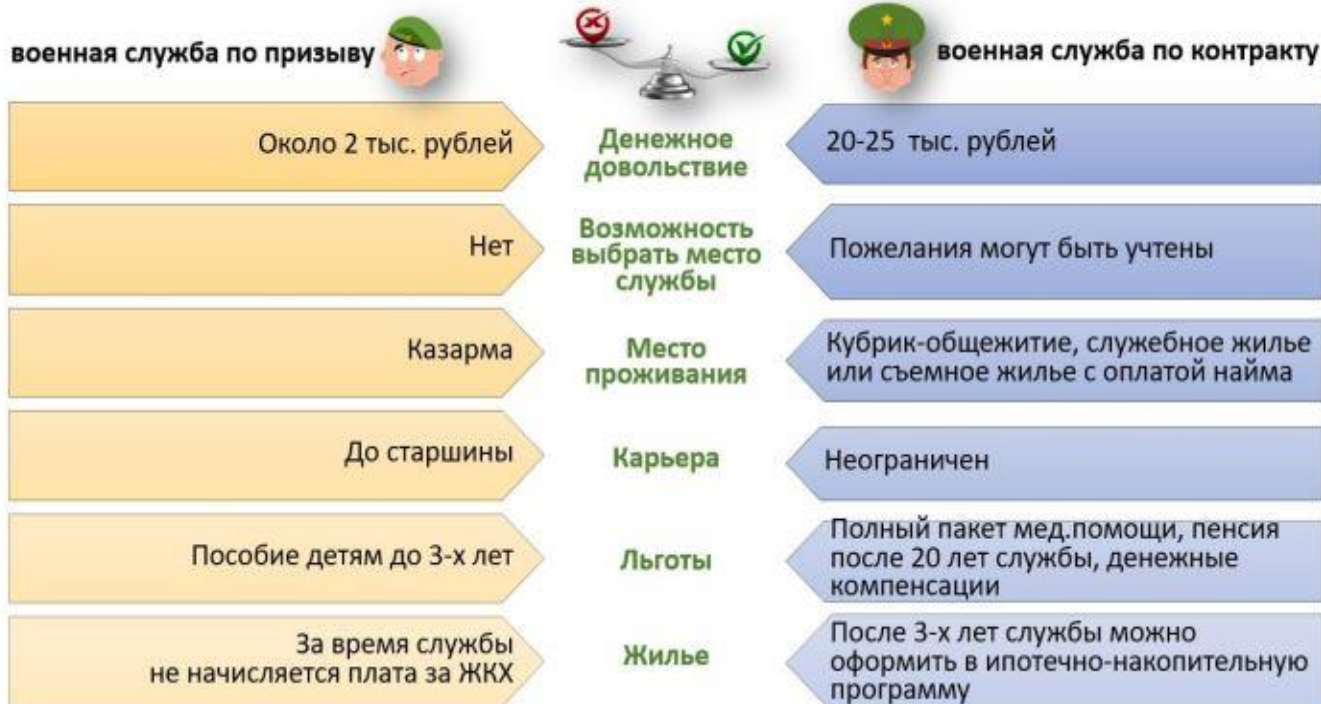 военная служба по призыву
военная служба по контракту
Около 2 тыс. рублей
Денежное
довольствие
20-25 тыс. рублей
Нет
Возможность
выбрать место
службы
Пожелания могут быть учтены
Казарма
Место
проживания
Кубрик-общежитие, служебное жилье
или съемное жилье с оплатой найма
До старшины
Карьера
Неограничен
Пособие детям до 3-х лет
Льготы
Полный пакет мед.помощи, пенсия
после 20 лет службы, денежные
компенсации
За время службы
не начисляется плата за ЖКХ
Жилье
После 3-х лет службы можно
оформить в ипотечно-накопительную
программу